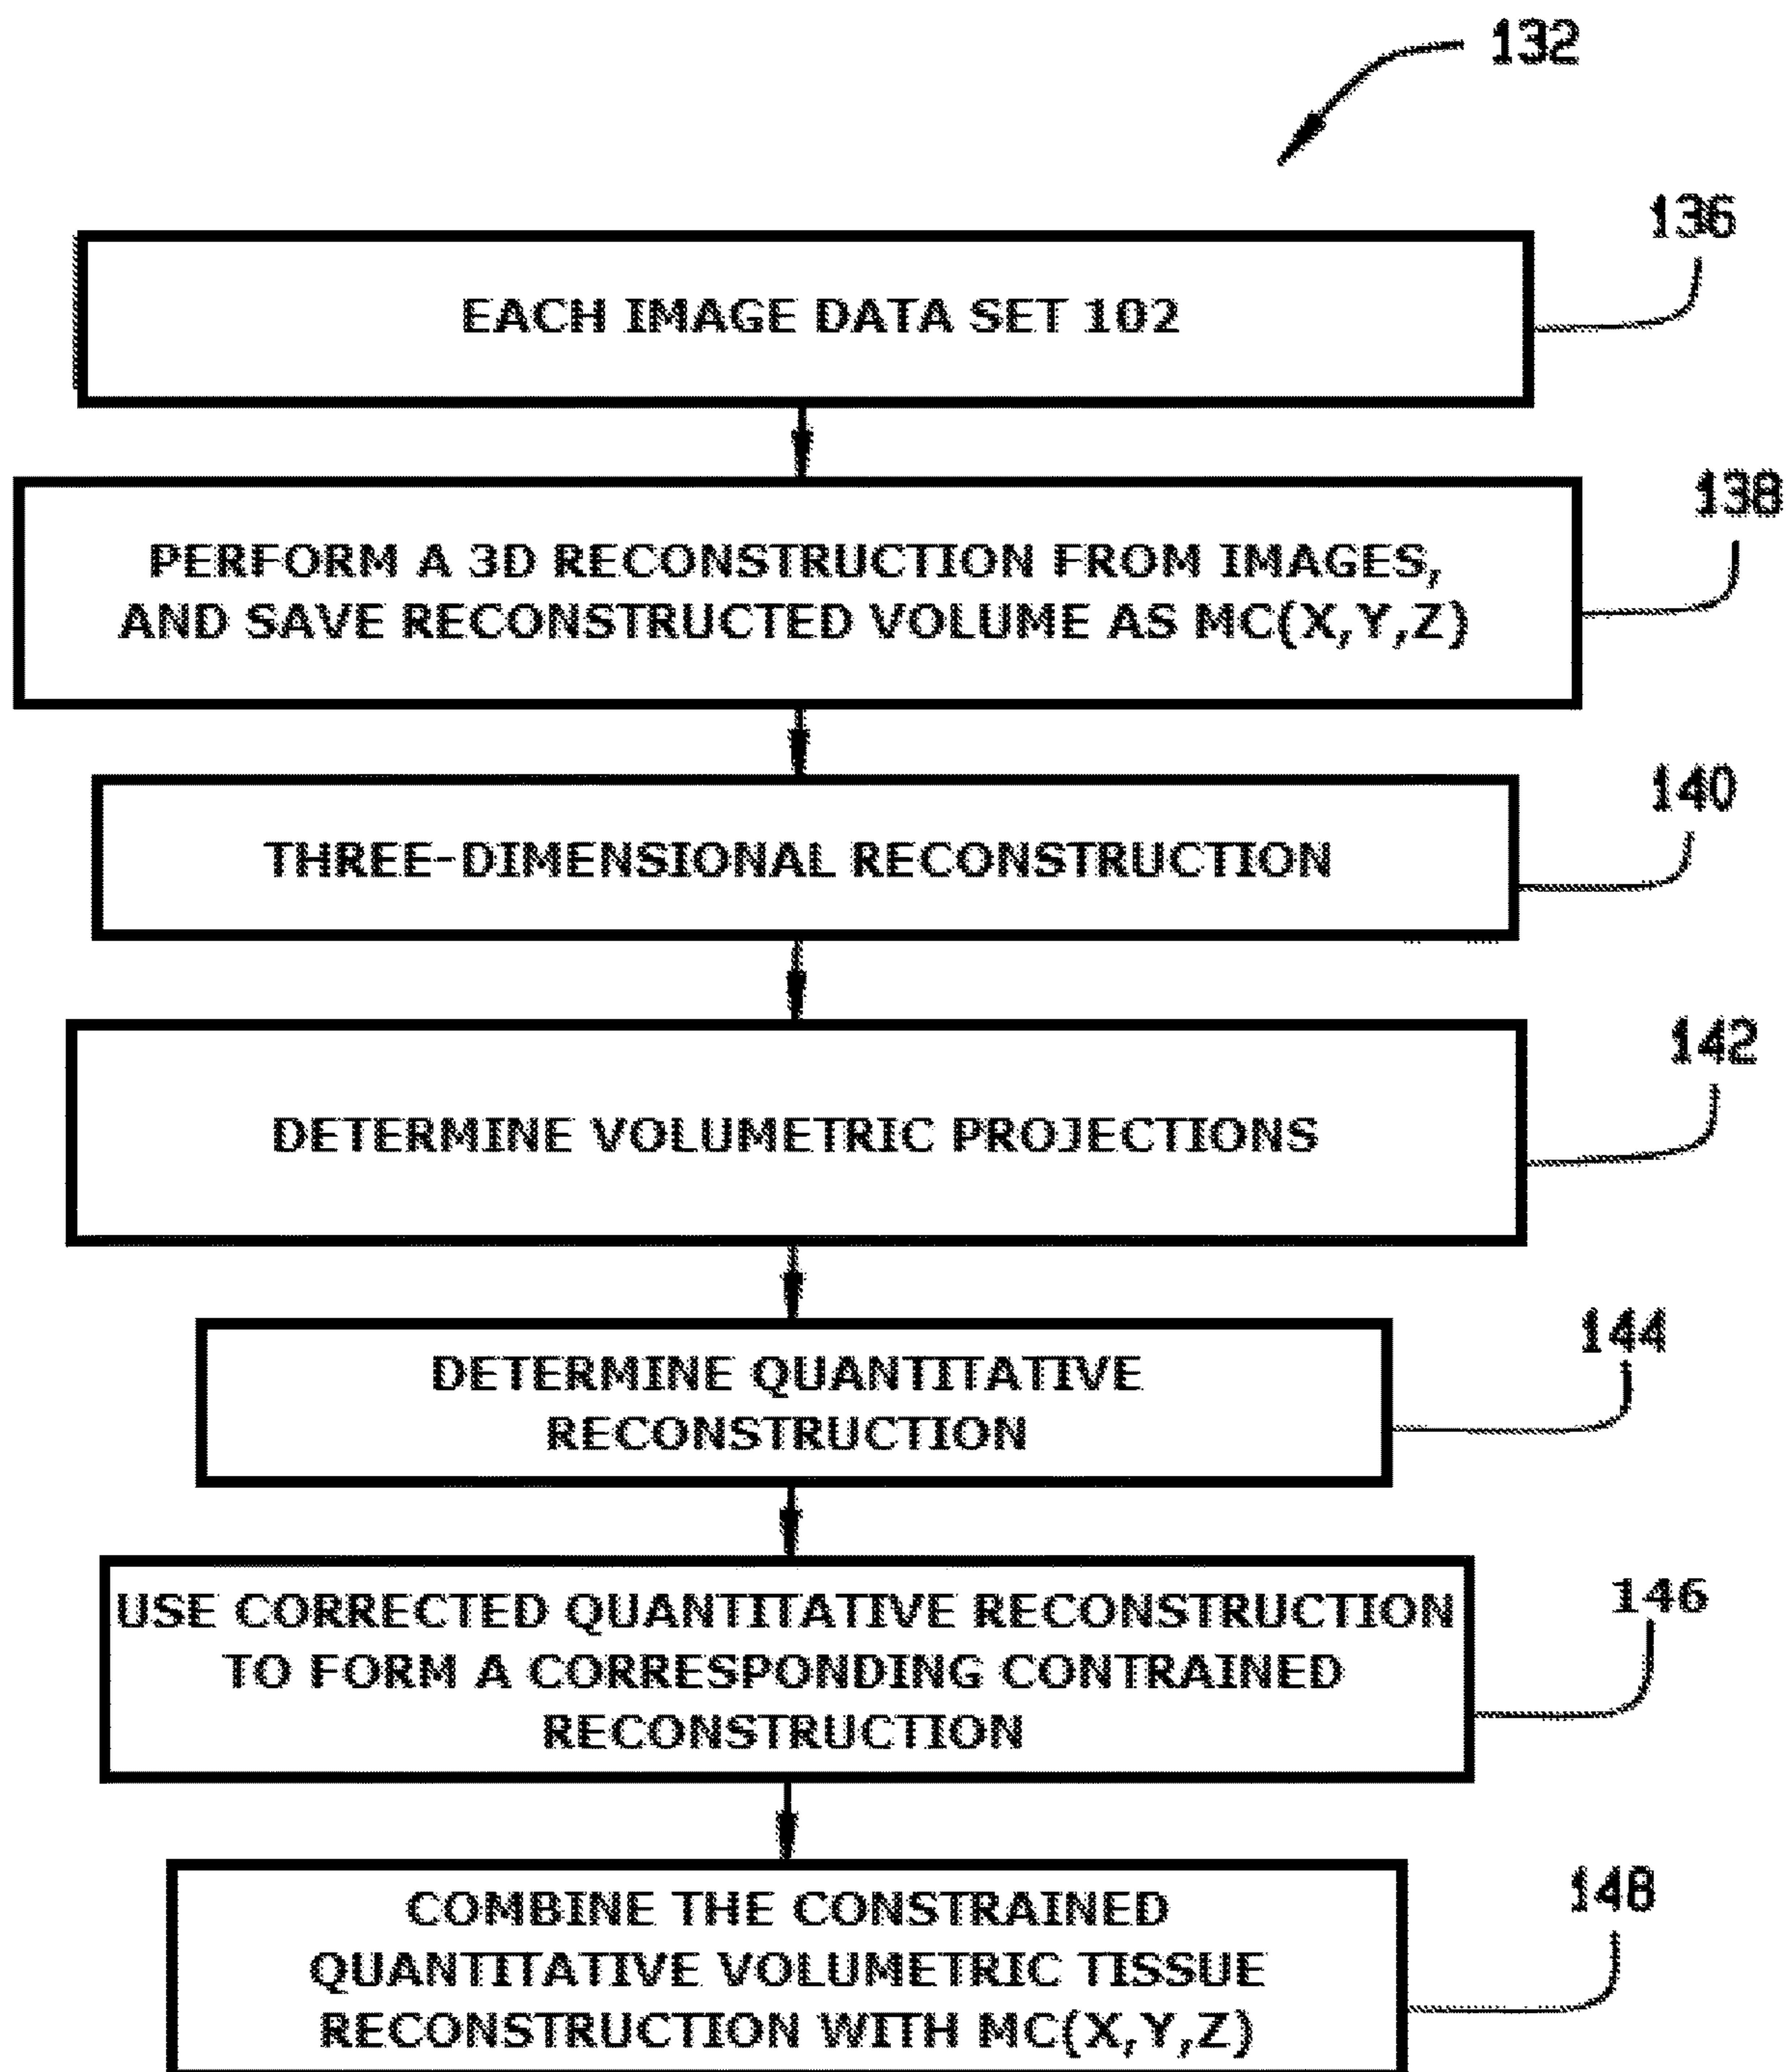 132
136
EACH IMAGE DATA SET 102
138
PERFORM A 3D RECONSTRUCTION FROM IMAGES,
AND SAVE RECONSTRUCTED VOLUME AS MC(X,Y,Z)
140
THREE-DIMENSIONAL RECONSTRUCTION
142
DETERMINE VOLUMETRIC PROJECTIONS
144
DETERMINE QUANTITATIVE
RECONSTRUCTION
146
USE CORRECTED QUANTITATIVE RECONSTRUCTION
TO FORM A CORRESPONDING CONTRAINED
RECONSTRUCTION
148
COMBINE THE CONSTRAINED
QUANTITATIVE VOLUMETRIC TISSUE
RECONSTRUCTION WITH MC(X,Y,Z)